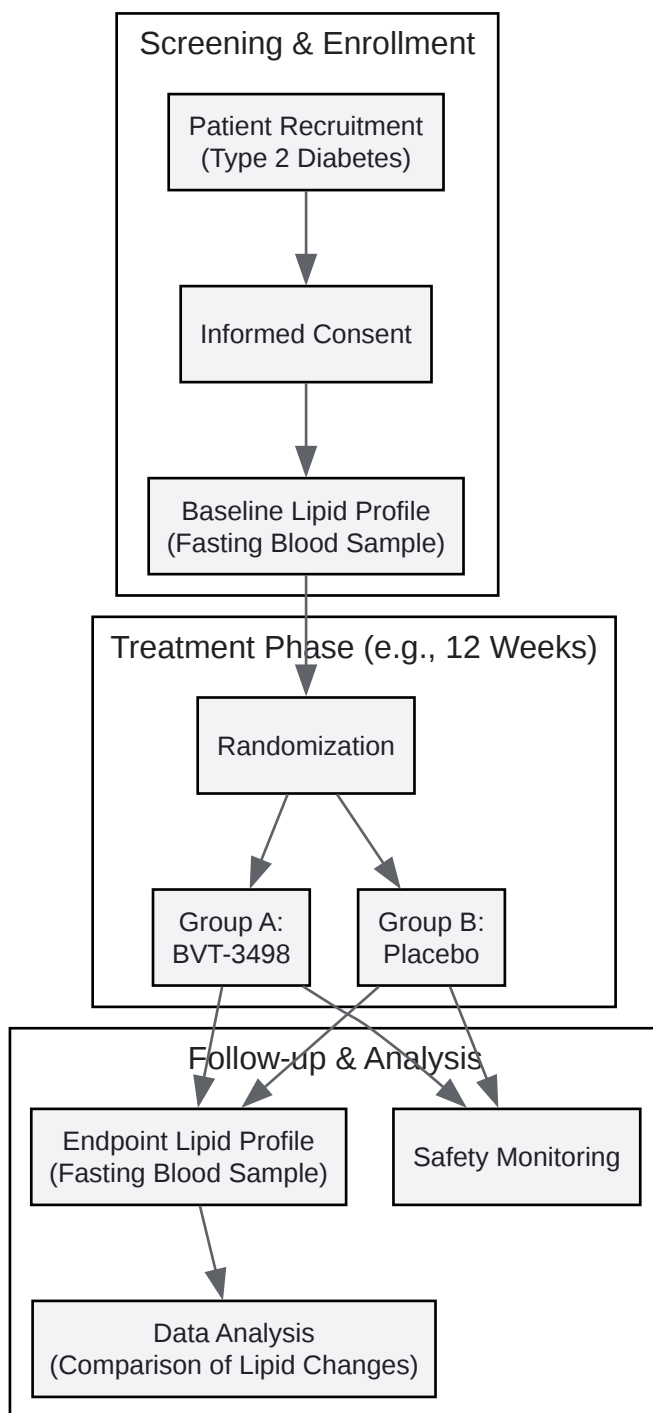 Screening & Enrollment
Patient Recruitment
(Type 2 Diabetes)
Informed Consent
Baseline Lipid Profile
(Fasting Blood Sample)
Treatment Phase (e.g., 12 Weeks)
Randomization
Group A:
BVT-3498
Group B:
Placebo
Follow-up & Analysis
Endpoint Lipid Profile
(Fasting Blood Sample)
Safety Monitoring
Data Analysis
(Comparison of Lipid Changes)